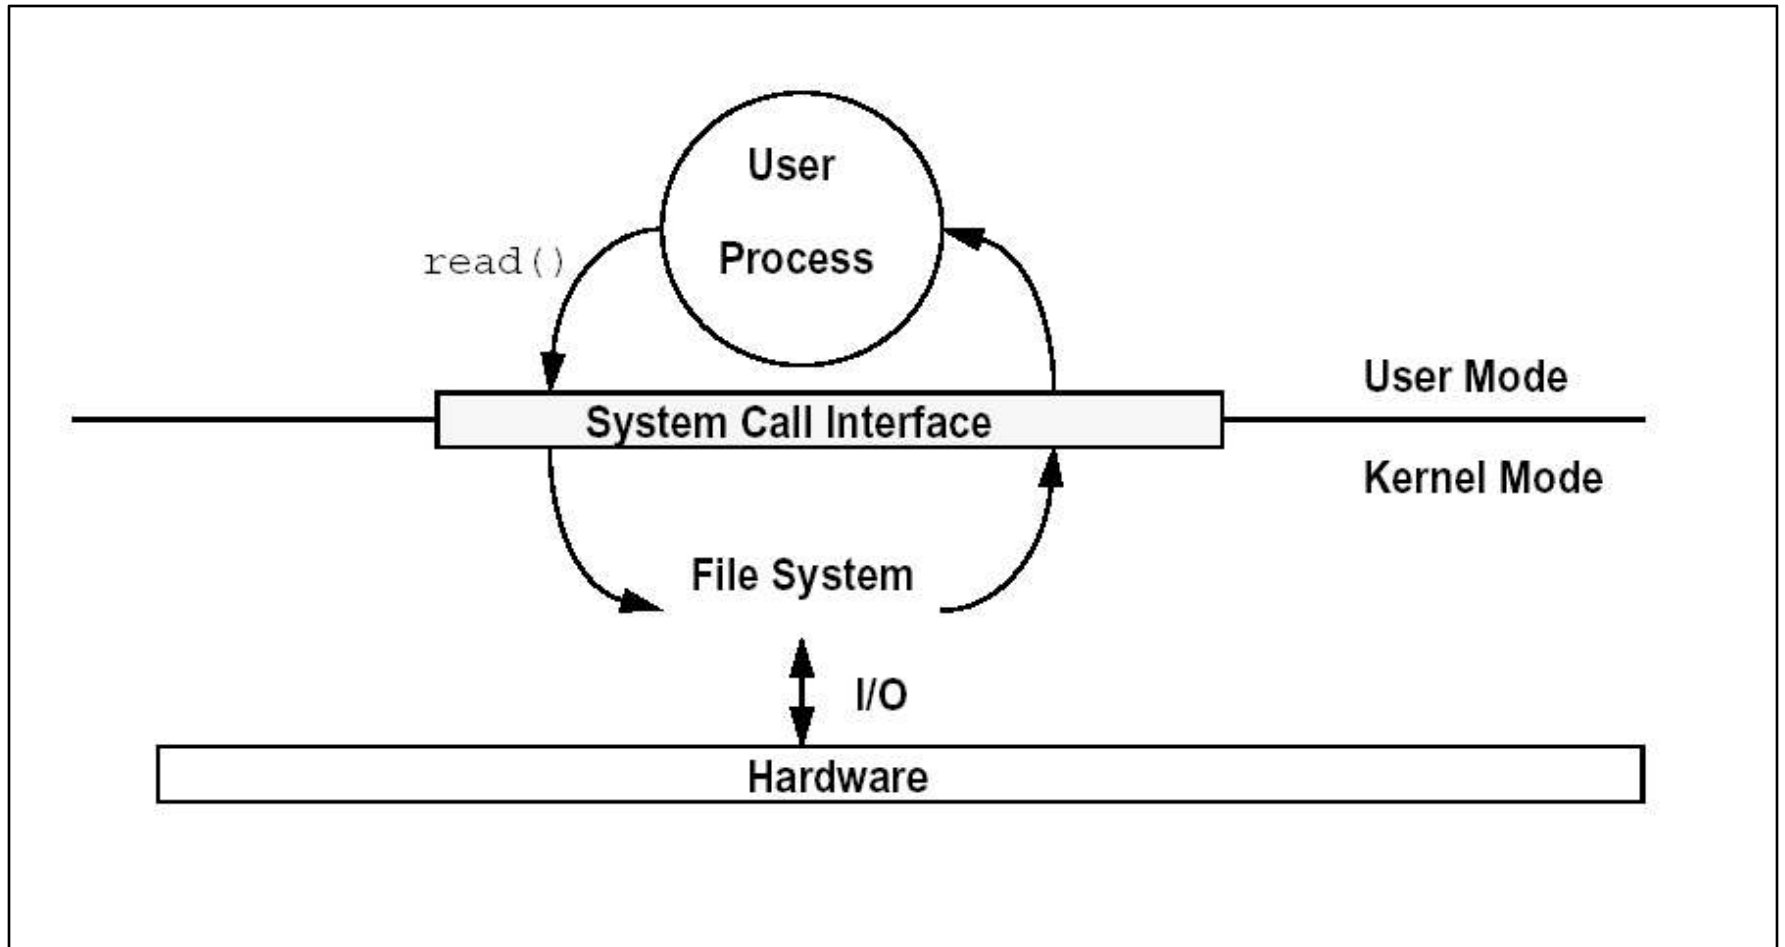 User
Process
read()
User Mode
System Call Interface
Kernel Mode
File System
I/O
Hardware